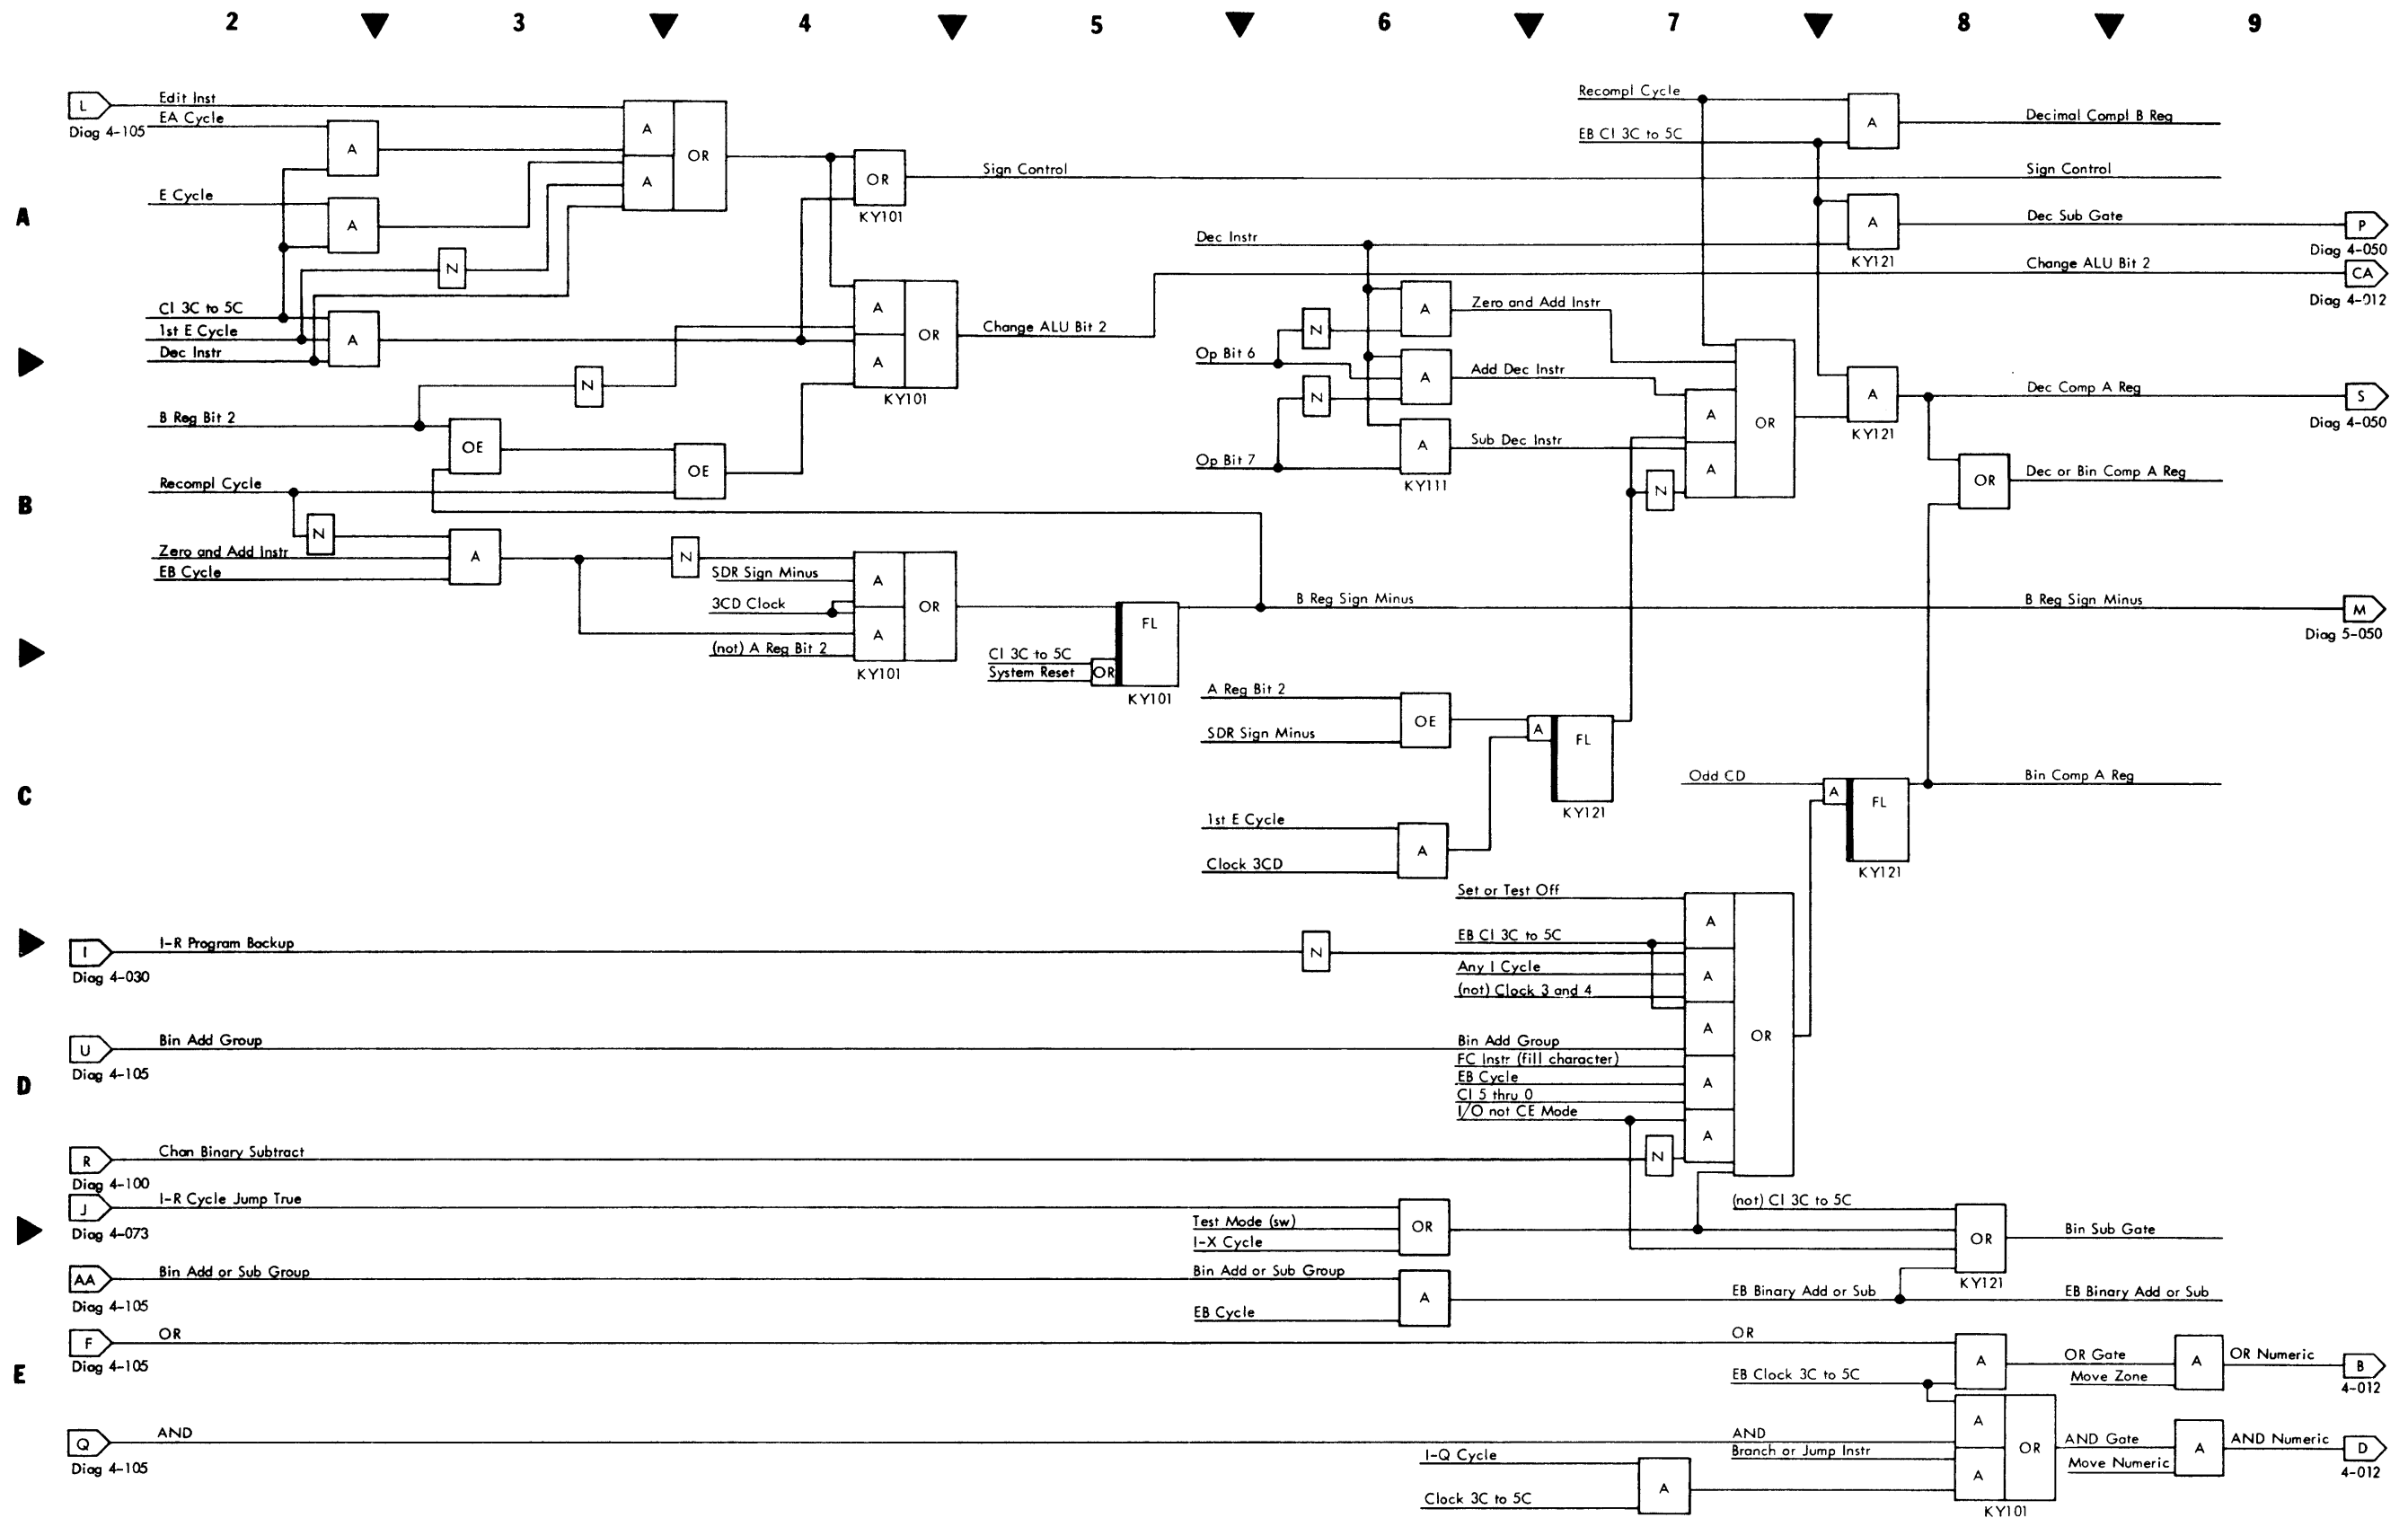 2 3 4 5 6 7 8 9
L
Edit Inst
Diag 4-105
EA Cycle
A
A
OR
A
E Cycle
A
N
Cl 3C to 5C
1st E Cycle
Dec Instr
A
OR
KY101
Sign Control
Sign Control
A
A
OR
A
KY101
Change ALU Bit 2
Change ALU Bit 2
CA
Diag 4-012
Recompl Cycle
EB Cl 3C to 5C
A
Decimal Compl B Reg
A
KY121
Dec Sub Gate
P
Diag 4-050
Dec Instr
N
A
Zero and Add Instr
Op Bit 6
A
Add Dec Instr
N
A
Sub Dec Instr
Op Bit 7
KY111
A
A
OR
N
A
KY121
Dec Comp A Reg
S
Diag 4-050
OR
Dec or Bin Comp A Reg
N
B Reg Bit 2
OE
OE
B
Recompl Cycle
N
Zero and Add Instr
EB Cycle
A
N
SDR Sign Minus
3CD Clock
(not) A Reg Bit 2
A
A
OR
KY101
Cl 3C to 5C
System Reset
OR
FL
KY101
B Reg Sign Minus
B Reg Sign Minus
M
Diag 5-050
A Reg Bit 2
SDR Sign Minus
OE
A
FL
KY121
C
1st E Cycle
Clock 3CD
A
Odd CD
A
FL
KY121
Bin Comp A Reg
Set or Test Off
A
I
I-R Program Backup
Diag 4-030
N
EB Cl 3C to 5C
Any I Cycle
A
(not) Clock 3 and 4
A
U
Bin Add Group
Diag 4-105
Bin Add Group
OR
FC Instr (fill character)
D
EB Cycle
A
Cl 5 thru 0
I/O not CE Mode
A
R
Chan Binary Subtract
Diag 4-100
N
J
I-R Cycle Jump True
Diag 4-073
Test Mode (sw)
I-X Cycle
OR
(not) Cl 3C to 5C
OR
KY121
Bin Sub Gate
AA
Bin Add or Sub Group
Diag 4-105
Bin Add or Sub Group
EB Cycle
A
EB Binary Add or Sub
EB Binary Add or Sub
F
OR
Diag 4-105
OR
E
EB Clock 3C to 5C
A
OR Gate
Move Zone
A
OR Numeric
B
4-012
Q
AND
Diag 4-105
AND
Branch or Jump Instr
I-Q Cycle
Clock 3C to 5C
A
A
A
OR
KY101
AND Gate
Move Numeric
A
AND Numeric
D
4-012